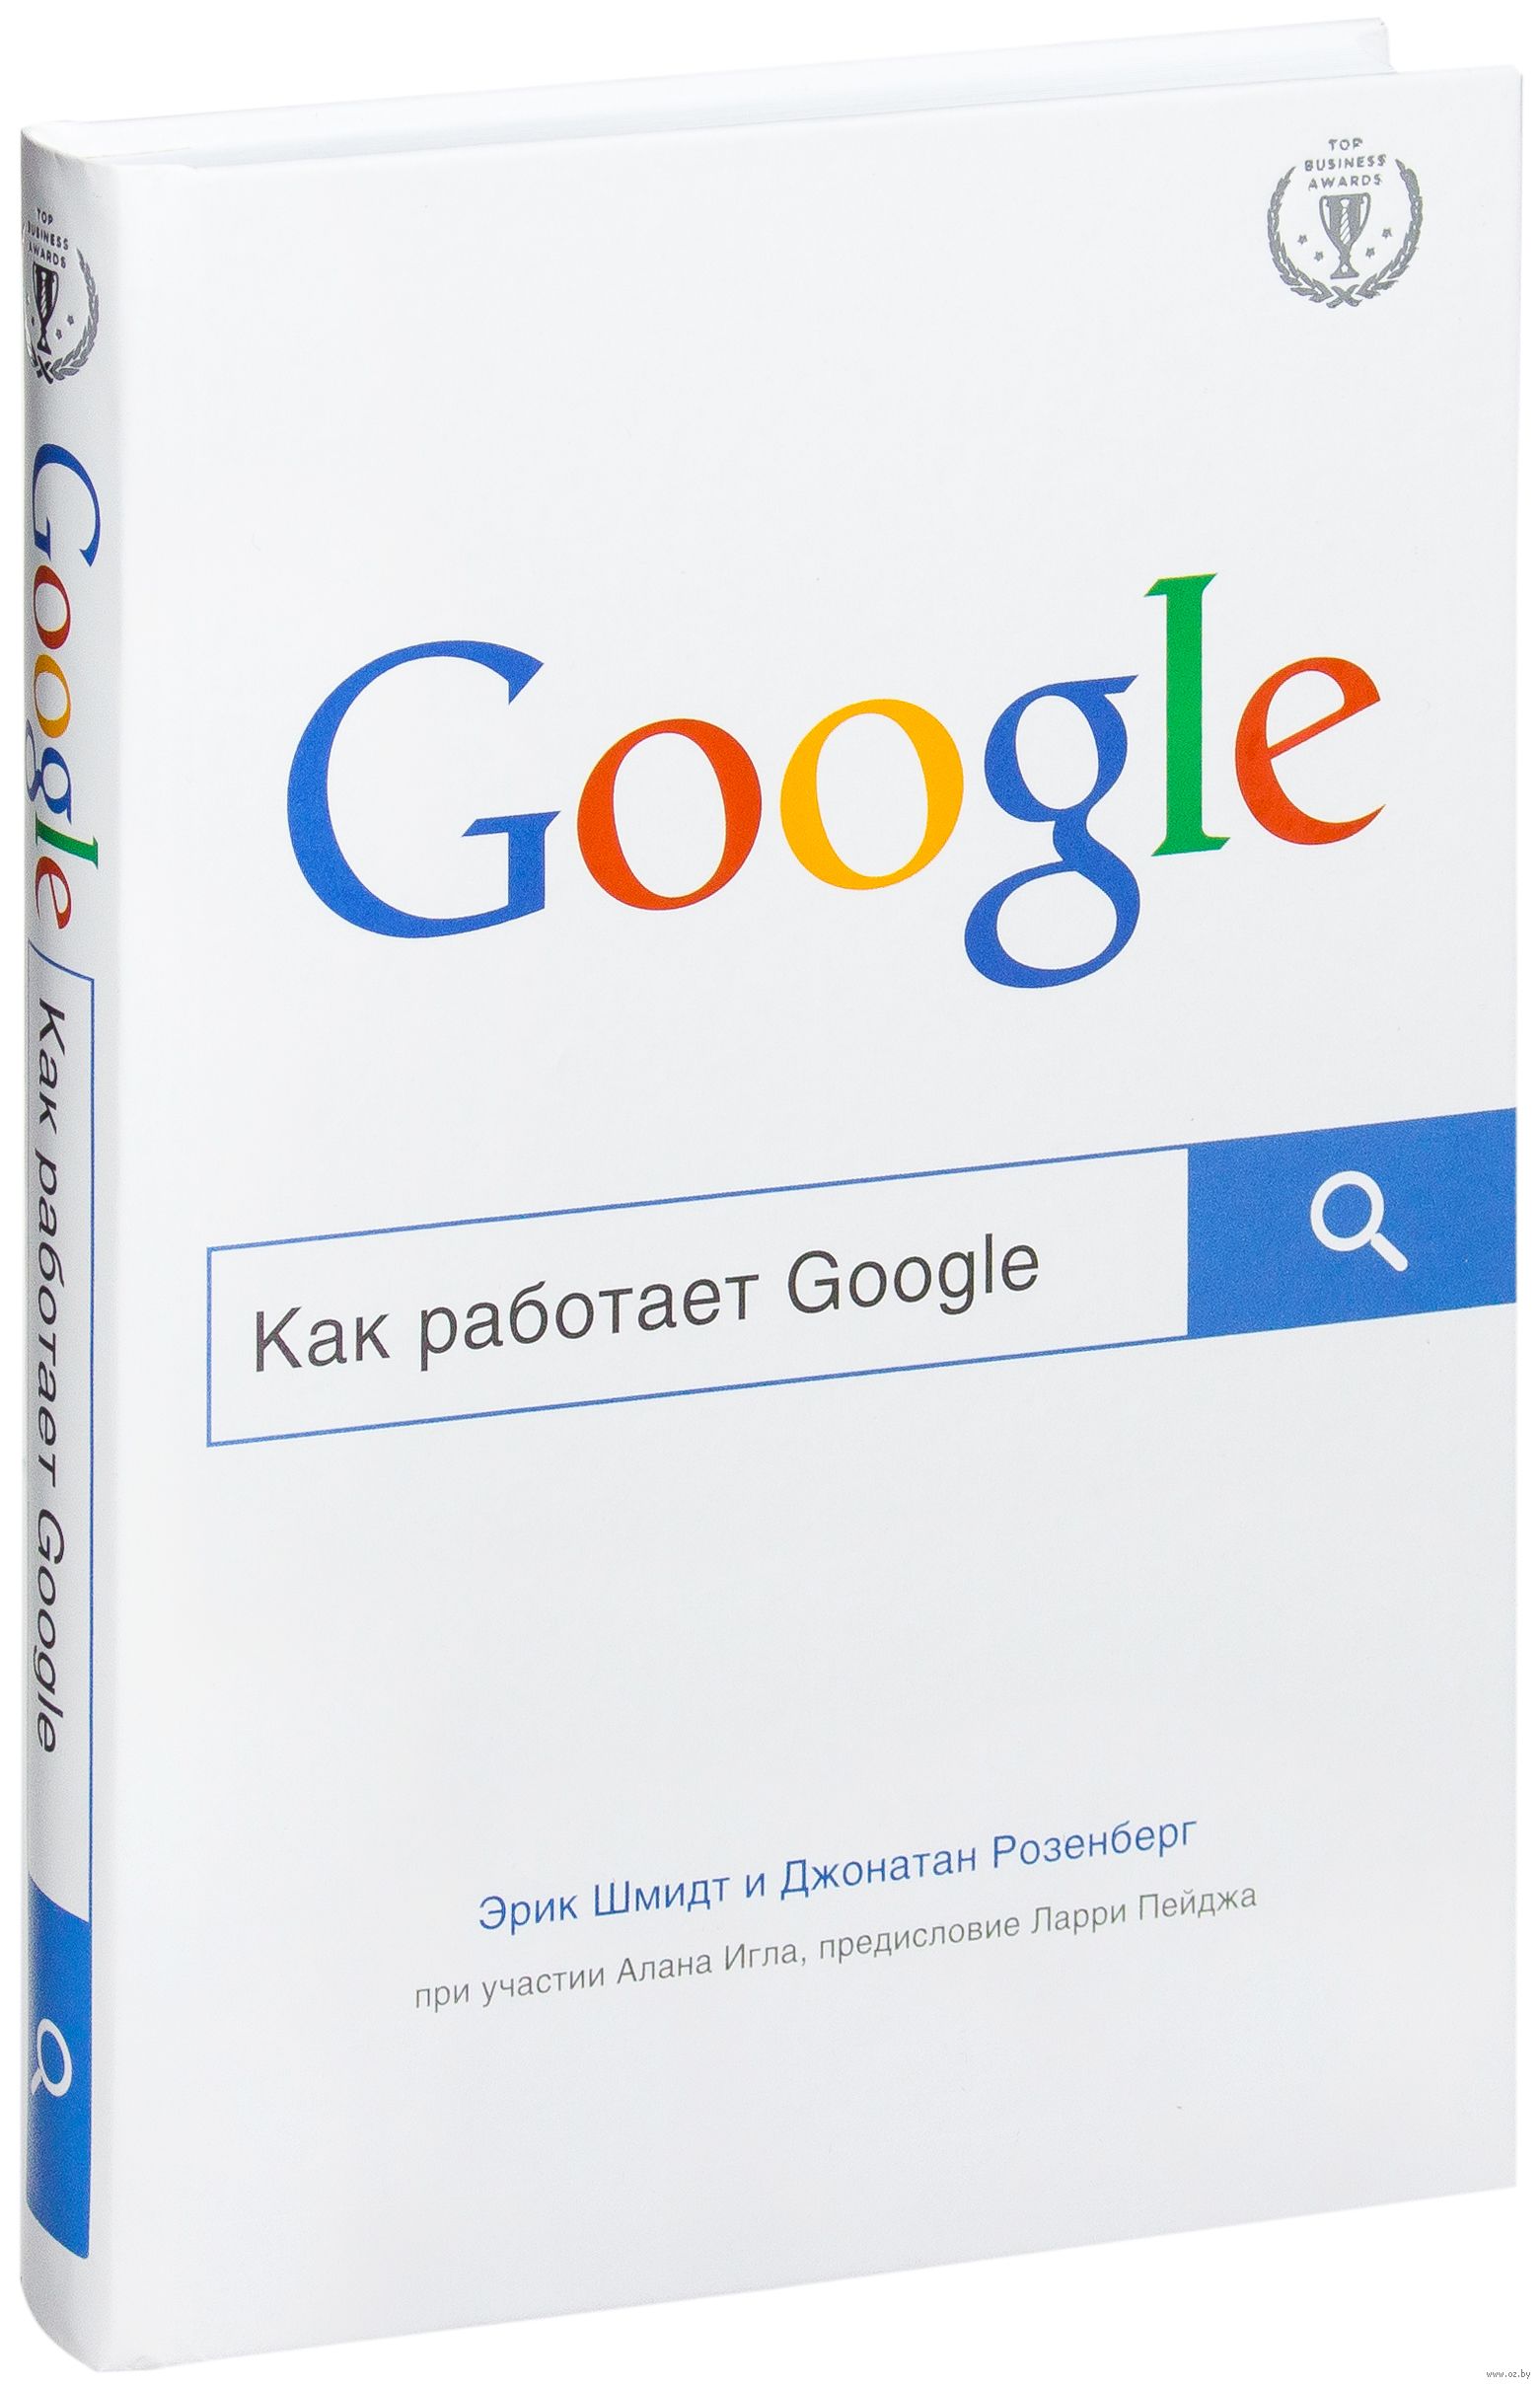 TOP
BUSINESS
AWARDS
Google
Как работает Google
Эрик Шмидт и Джонатан Розенберг
при участии Алана Игла, предисловие Ларри Пейджа
TOP
BUSINESS
AWARDS
Google
Как работает Google
www.oz.by